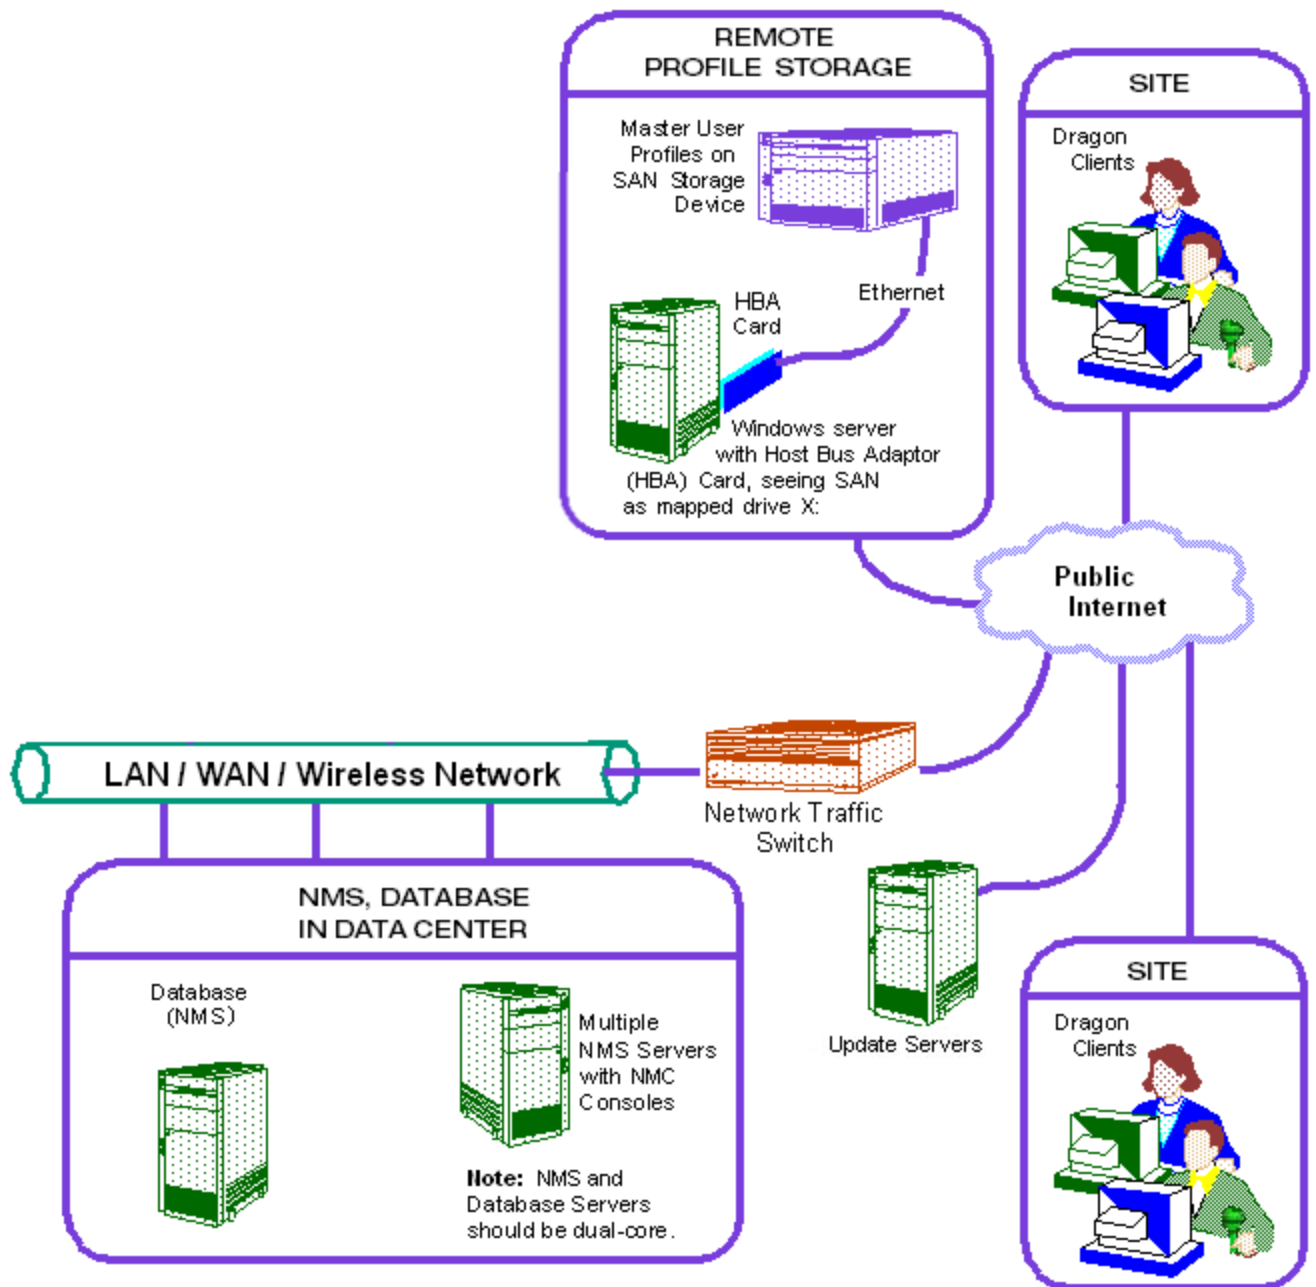 REMOTE
PROFILE STORAGE
Master User
Profiles on
SAN Storage
Device
Ethernet
HBA
Card
Windows server
with Host Bus Adaptor
(HBA) Card, seeing SAN
as mapped drive X:
SITE
Dragon
Clients
Public
Internet
LAN / WAN / Wireless Network
Network Traffic
Switch
NMS, DATABASE
IN DATA CENTER
Database
(NMS)
Multiple
NMS Servers
with NMC
Consoles
Note: NMS and
Database Servers
should be dual-core.
Update Servers
SITE
Dragon
Clients